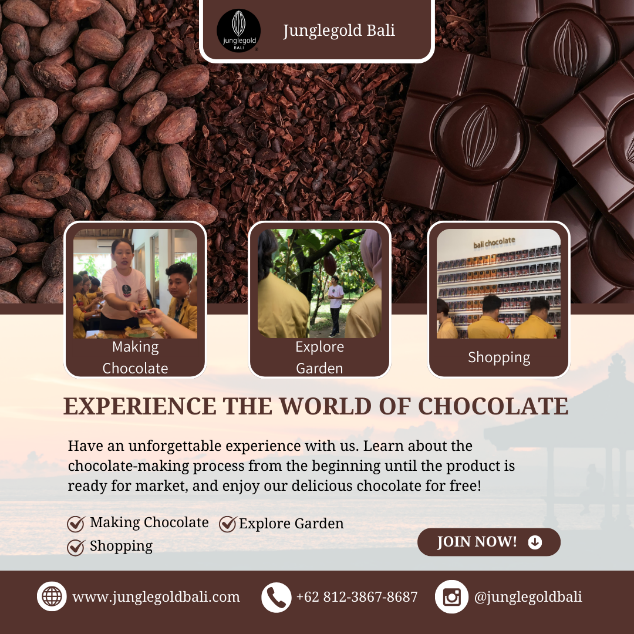 junglegold
BALI
Junglegold Bali
bali chocolate
Making
Chocolate
Explore
Garden
Shopping
EXPERIENCE THE WORLD OF CHOCOLATE
Have an unforgettable experience with us. Learn about the
chocolate-making process from the beginning until the product is
ready for market, and enjoy our delicious chocolate for free!
Making Chocolate Explore Garden
Shopping
JOIN NOW!
www.junglegoldbali.com +62 812-3867-8687 @junglegoldbali